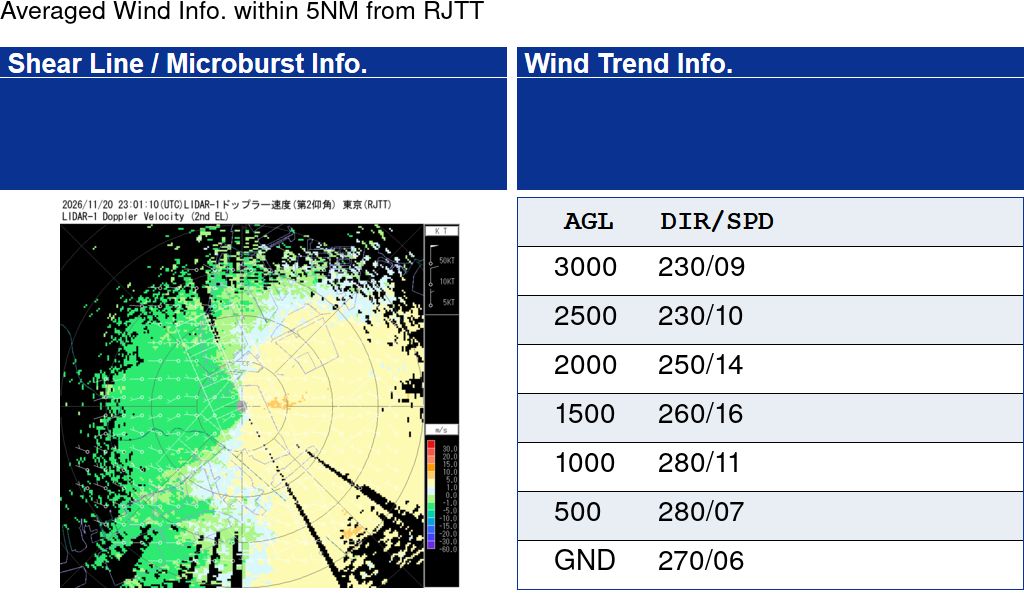 Averaged Wind Info. within 5NM from RJTT
Shear Line / Microburst Info.
Wind Trend Info.
2026/11/20 23:01:10(UTC)LIDAR-1ドップラー速度(第2仰角) 東京(RJTT)
LIDAR-1 Doppler Velocity (2nd EL)
K T
50KT
10KT
5KT
m/s
30.0
20.0
15.0
10.0
5.0
1.0
0.0
-1.0
-5.0
-10.0
-15.0
-20.0
-30.0
-60.0
AGL DIR/SPD
3000 230/09
2500 230/10
2000 250/14
1500 260/16
1000 280/11
500 280/07
GND 270/06